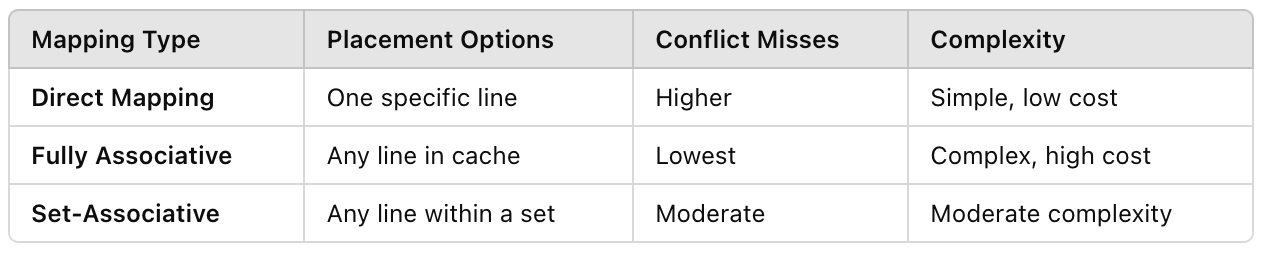 Mapping Type Placement Options Conflict Misses Complexity
Direct Mapping One specific line Higher Simple, low cost
Fully Associative Any line in cache Lowest Complex, high cost
Set-Associative Any line within a set Moderate Moderate complexity